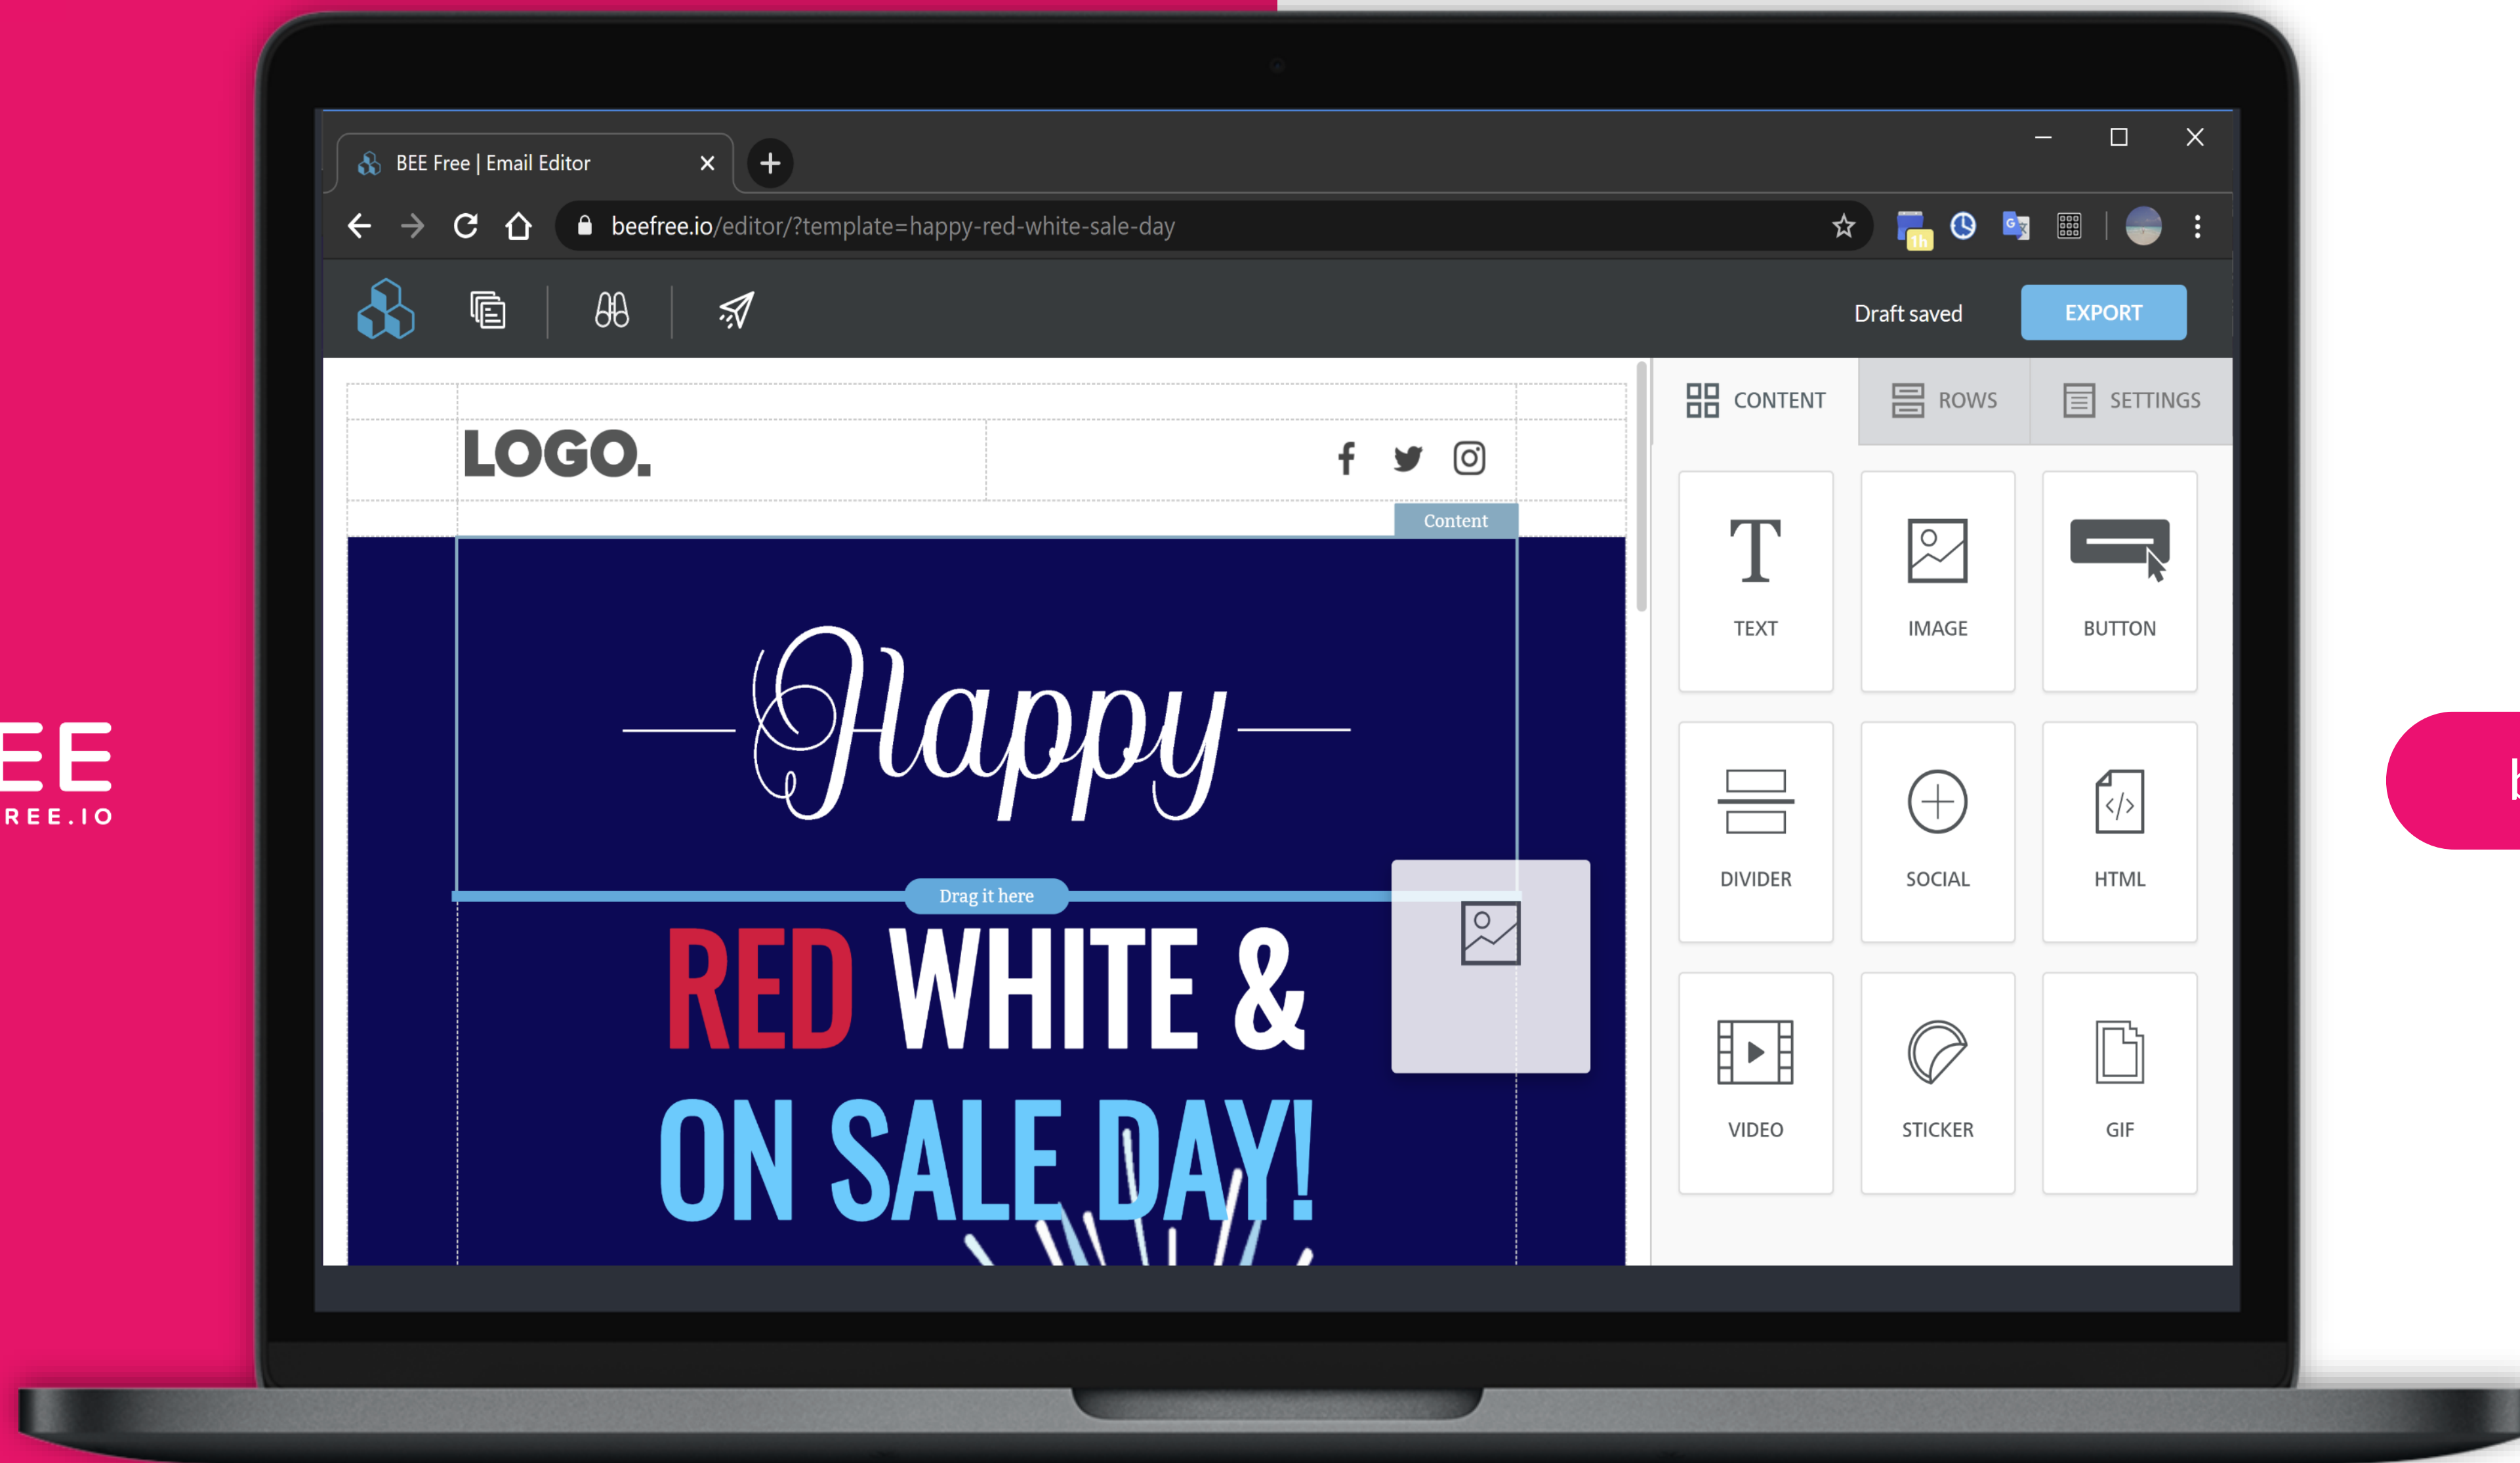 BEE Free | Email Editor
beefree.io/editor/?template=happy-red-white-sale-day
1h
Draft saved
EXPORT
LOGO.
CONTENT
ROWS
SETTINGS
Content
Happy
Drag it here
RED WHITE &
ON SALE DAY!
TEXT
IMAGE
BUTTON
DIVIDER
SOCIAL
HTML
VIDEO
STICKER
GIF
EE
REE.IO